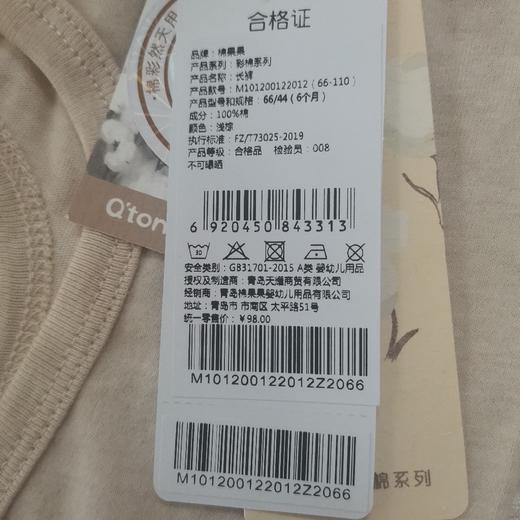 合格证
品牌：棉果果
产品系列：彩棉系列
产品名称：长裤
产品款号：M101200122012（66-110）
产品型号和规格：66/44（6个月）
成分：100%棉
颜色：浅棕
执行标准：FZ/T73025-2019
产品等级：合格品 检验员：008
不可曝晒
6 920450 843313
安全类别：GB31701-2015 A类 婴幼儿用品
授权及制造商：青岛天濰商贸有限公司
经销商：青岛棉果果婴幼儿用品有限公司
地址：青岛市 市南区 太平路51号
统一零售价：¥98.00
M101200122012Z2066
M101200122012Z2066
棉彩然天用
Q'ton
棉系列